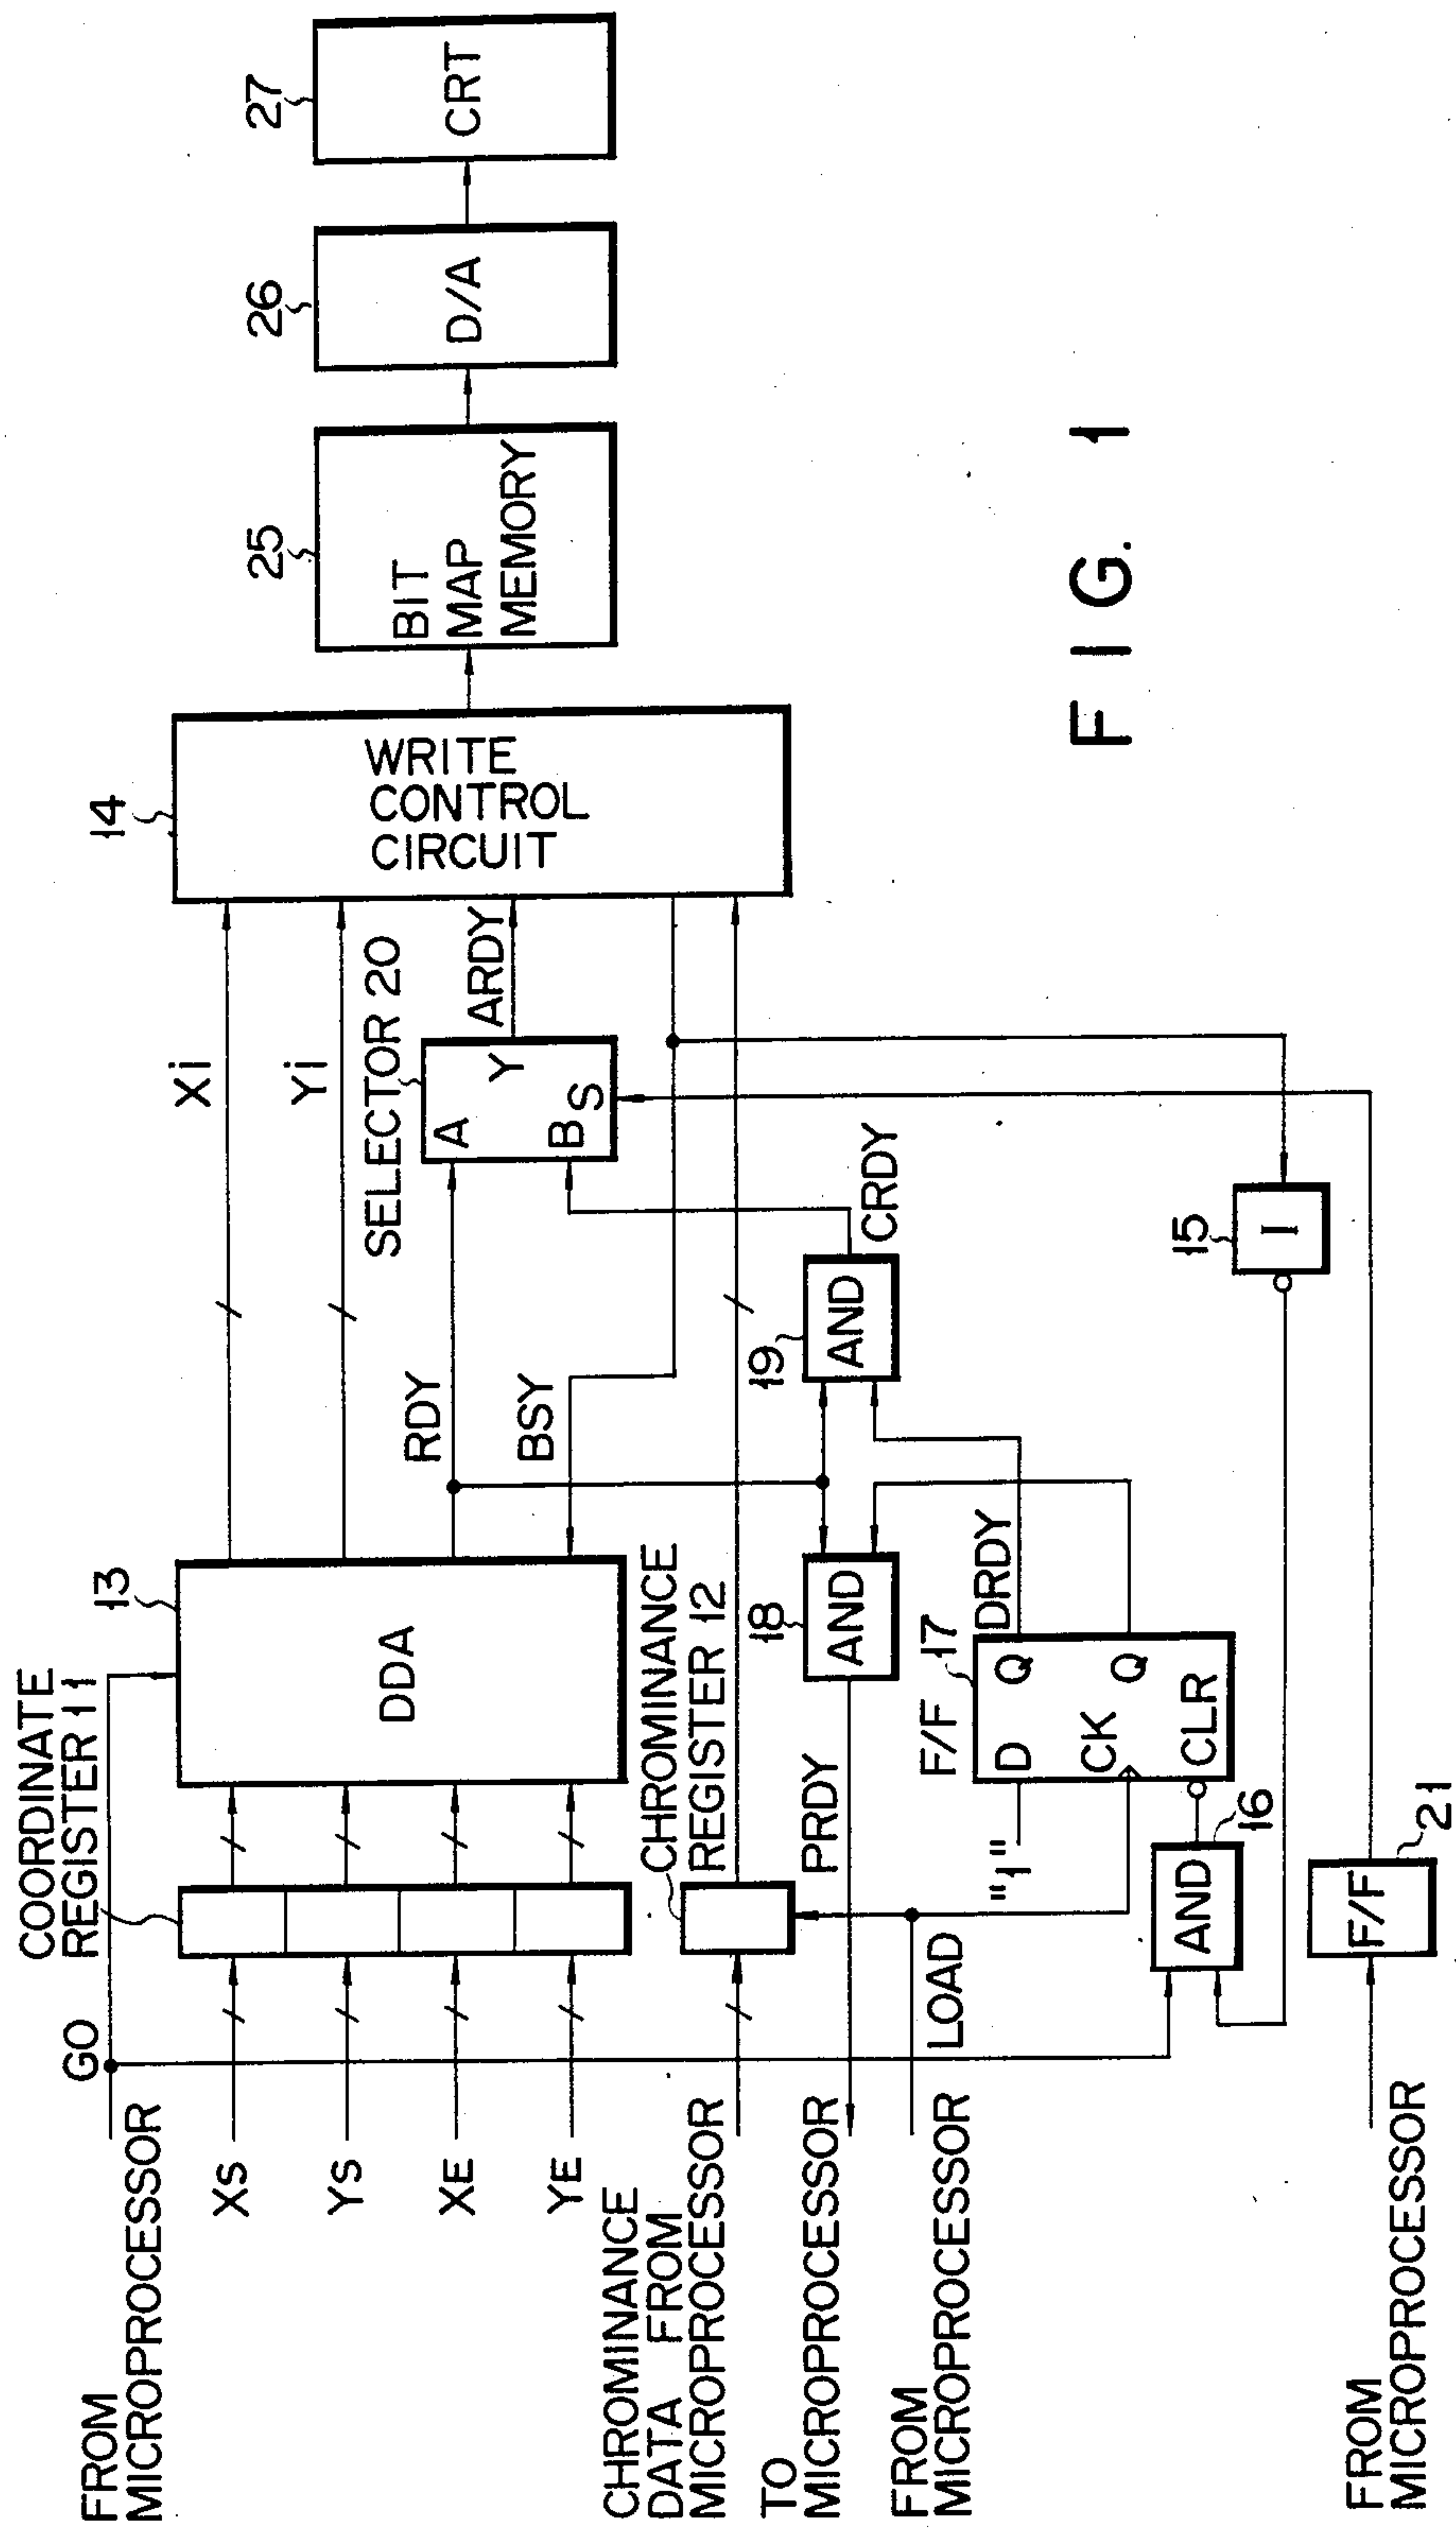 FROM
MICROPROCESSOR
GO
COORDINATE
REGISTER 11
XS
YS
XE
YE
13
DDA
Xi
Yi
RDY
BSY
SELECTOR 20
A
B
Y
S
ARDY
14
WRITE
CONTROL
CIRCUIT
25
BIT
MAP
MEMORY
26
D/A
27
CRT
CHROMINANCE
DATA FROM
MICROPROCESSOR
CHROMINANCE
REGISTER 12
TO
MICROPROCESSOR
PRDY
18
AND
19
AND
CRDY
FROM
MICROPROCESSOR
LOAD
"1"
F/F 17
D
Q
CK
Q
CLR
DRDY
AND
16
15
I
FROM
MICROPROCESSOR
F/F
21
FIG. 1